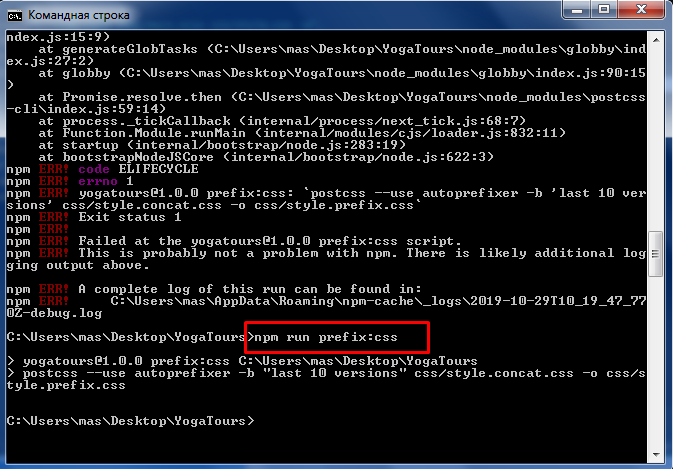 Командная строка
ndex.js:15:9)
    at generateGlobTasks (C:\Users\mas\Desktop\YogaTours\node_modules\globby\ind
ex.js:27:2)
    at globby (C:\Users\mas\Desktop\YogaTours\node_modules\globby\index.js:90:15
)
    at Promise.resolve.then (C:\Users\mas\Desktop\YogaTours\node_modules\postcss
-cli\index.js:59:14)
    at process._tickCallback (internal/process/next_tick.js:68:7)
    at Function.Module.runMain (internal/modules/cjs/loader.js:832:11)
    at startup (internal/bootstrap/node.js:283:19)
    at bootstrapNodeJSCore (internal/bootstrap/node.js:622:3)
npm ERR! code ELIFECYCLE
npm ERR! errno 1
npm ERR! yogatours@1.0.0 prefix:css: `postcss --use autoprefixer -b 'last 10 ver
sions' css/style.concat.css -o css/style.prefix.css`
npm ERR! Exit status 1
npm ERR!
npm ERR! Failed at the yogatours@1.0.0 prefix:css script.
npm ERR! This is probably not a problem with npm. There is likely additional log
ging output above.
npm ERR! A complete log of this run can be found in:
npm ERR!     C:\Users\mas\AppData\Roaming\npm-cache\_logs\2019-10-29T10_19_47_77
0Z-debug.log
C:\Users\mas\Desktop\YogaTours>npm run prefix:css
> yogatours@1.0.0 prefix:css C:\Users\mas\Desktop\YogaTours
> postcss --use autoprefixer -b "last 10 versions" css/style.concat.css -o css/s
tyle.prefix.css
C:\Users\mas\Desktop\YogaTours>